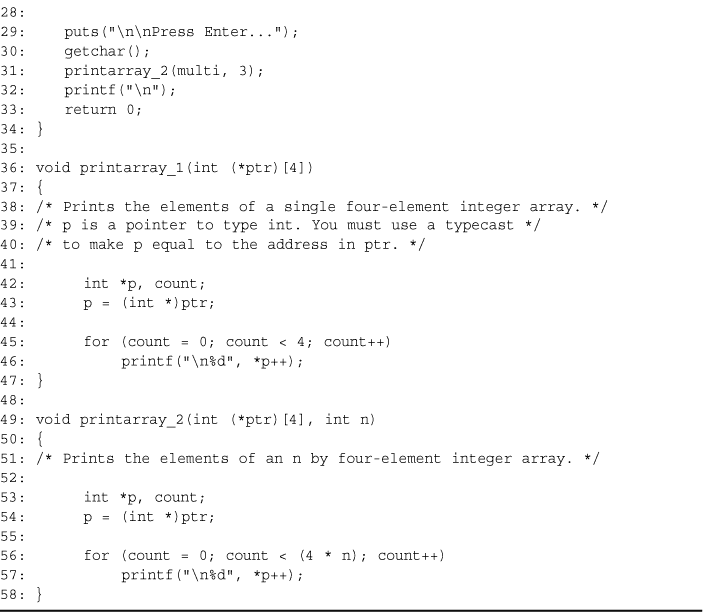 28:
29:    puts("\n\nPress Enter...");
30:    getchar();
31:    printarray_2(multi, 3);
32:    printf("\n");
33:    return 0;
34: }
35:
36: void printarray_1(int (*ptr)[4])
37: {
38: /* Prints the elements of a single four-element integer array. */
39: /* p is a pointer to type int. You must use a typecast */
40: /* to make p equal to the address in ptr. */
41:
42:      int *p, count;
43:      p = (int *)ptr;
44:
45:      for (count = 0; count < 4; count++)
46:          printf("\n%d", *p++);
47: }
48:
49: void printarray_2(int (*ptr)[4], int n)
50: {
51: /* Prints the elements of an n by four-element integer array. */
52:
53:      int *p, count;
54:      p = (int *)ptr;
55:
56:      for (count = 0; count < (4 * n); count++)
57:          printf("\n%d", *p++);
58: }